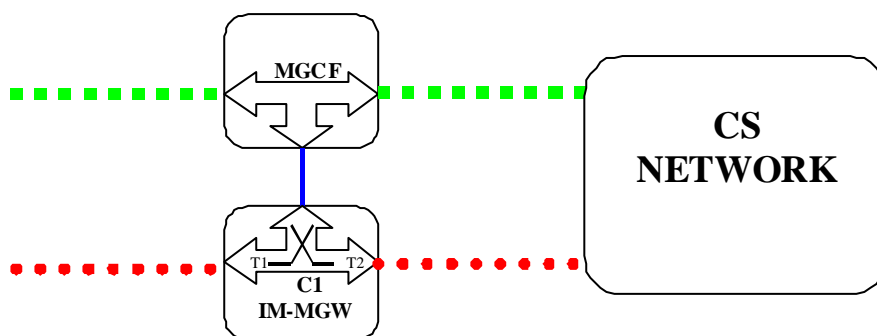 MGCF
CS
NETWORK
T1 T2
C1
IM-MGW